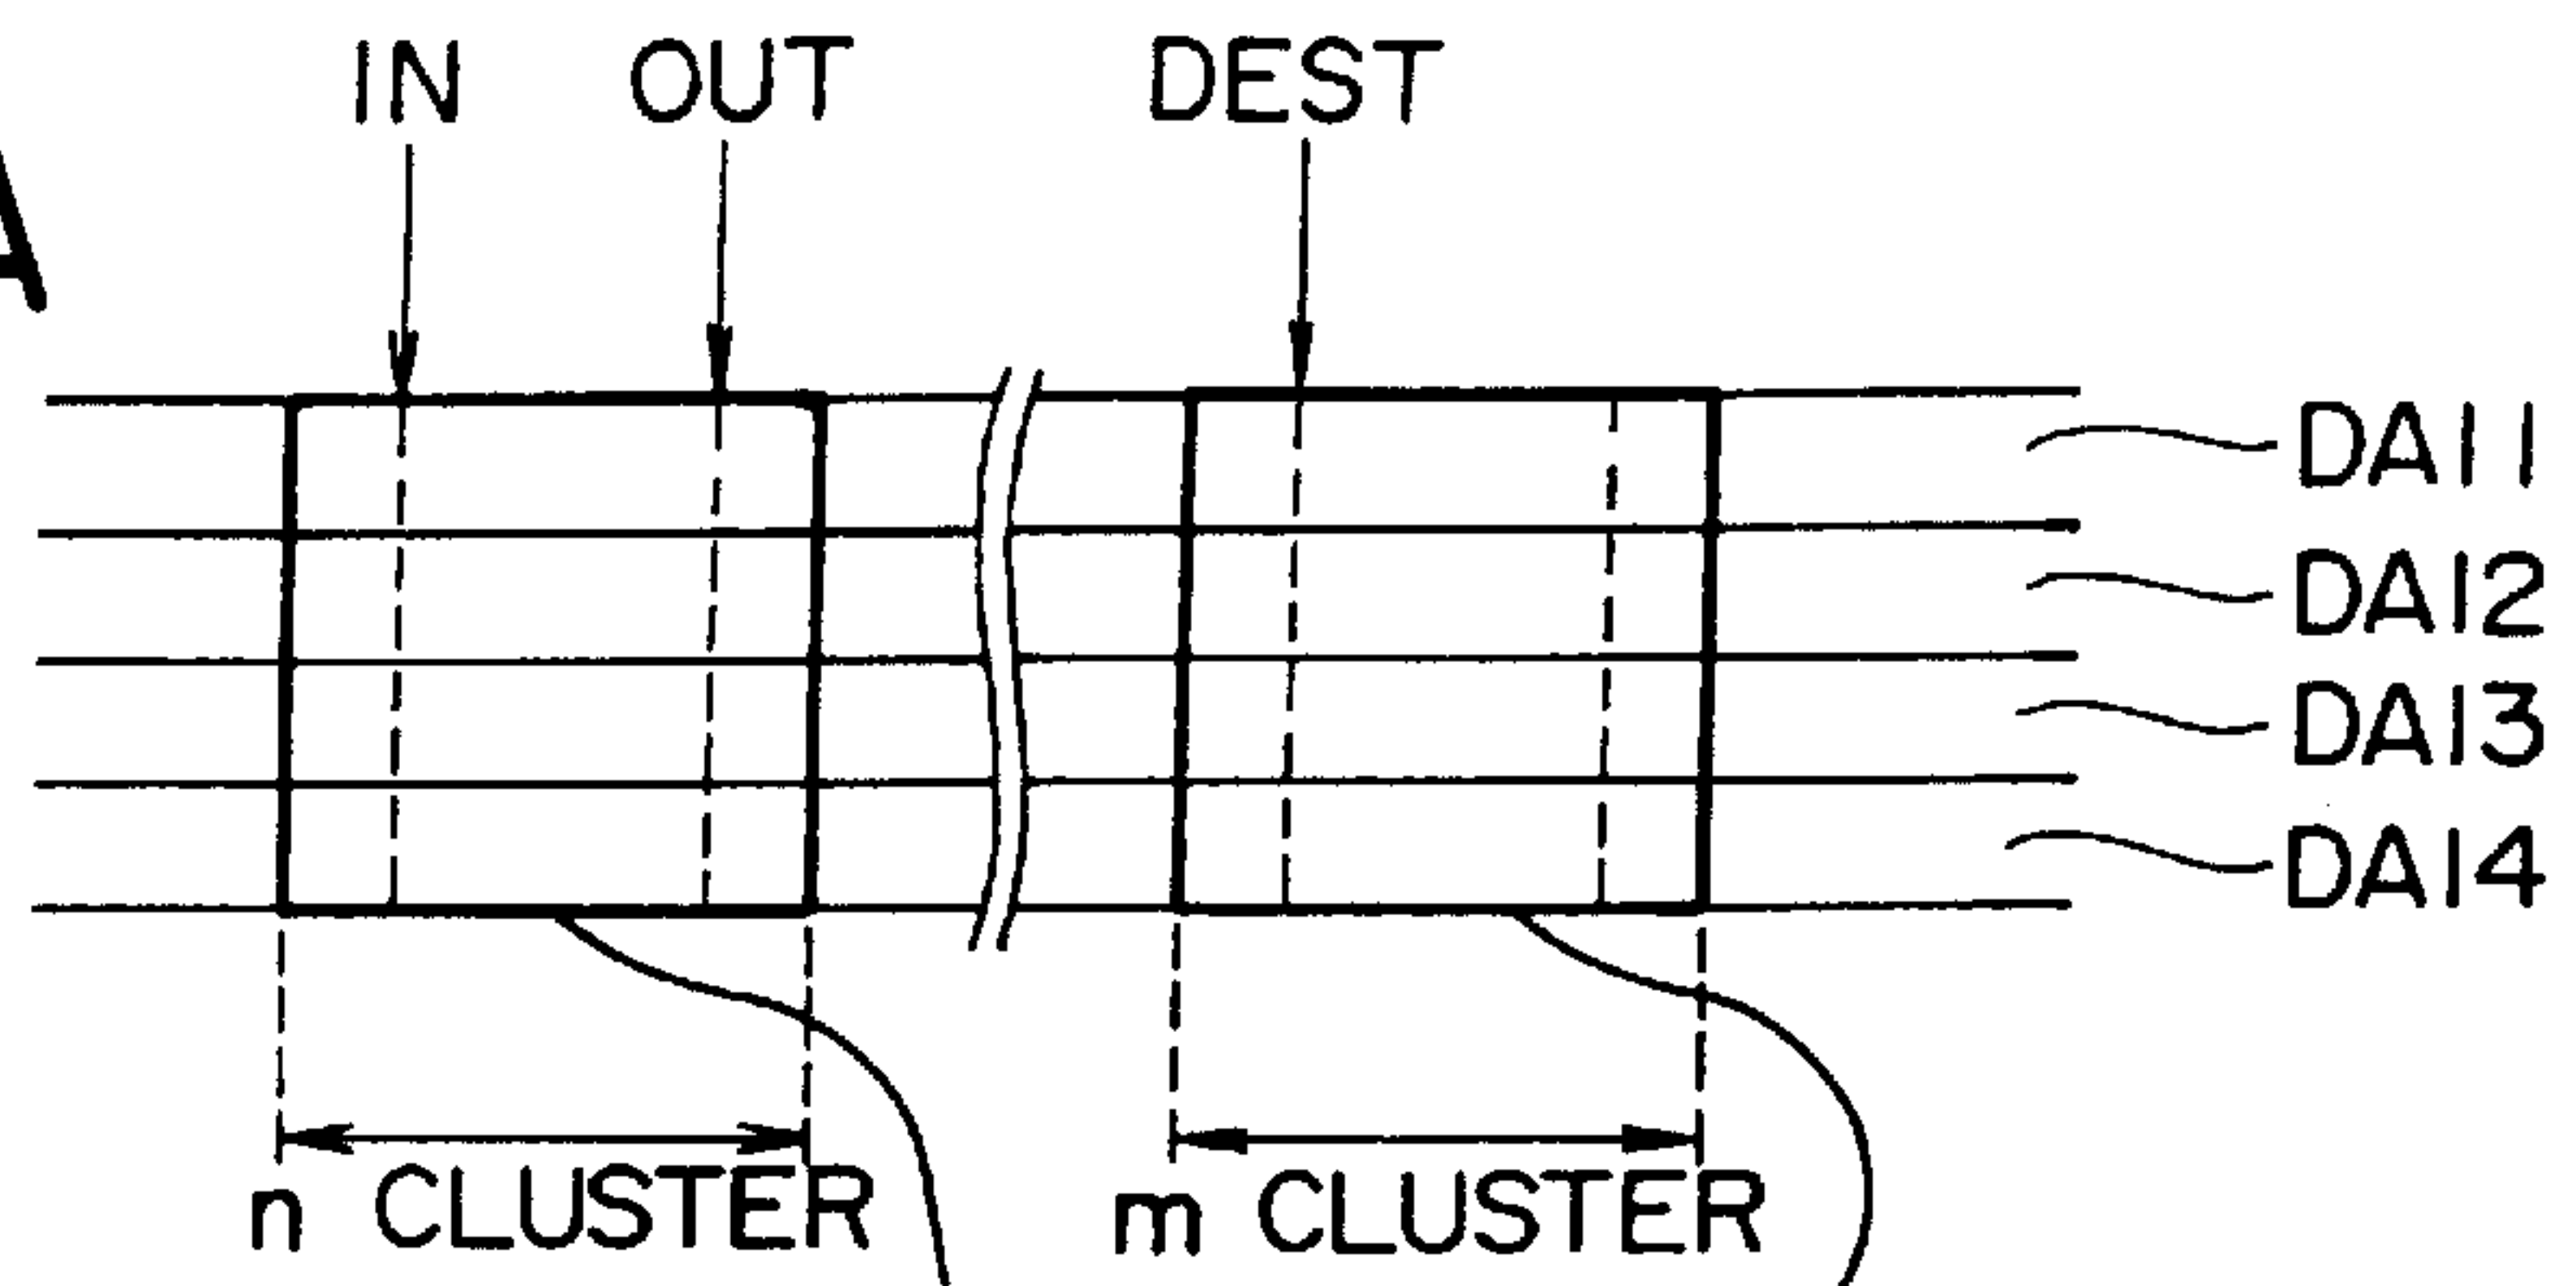 IN OUT DEST
A
DA11
DA12
DA13
DA14
n CLUSTER m CLUSTER